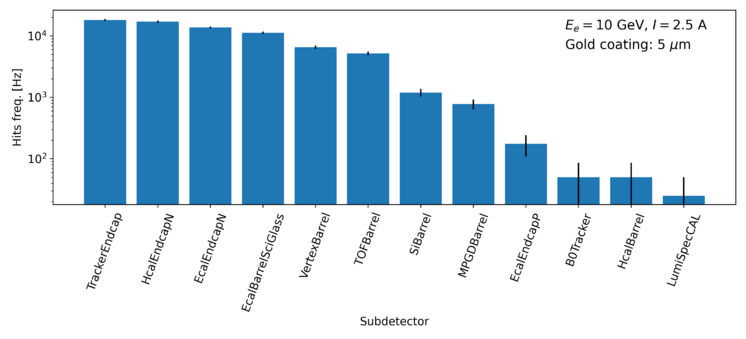 E_e = 10 GeV, I = 2.5 A
Gold coating: 5 μm
Hits freq. [Hz]
10^4
10^3
10^2
TrackerEndcap
HcalEndcapN
EcalEndcapN
EcalBarrelSciGlass
VertexBarrel
TOFBarrel
SiBarrel
MPGDBarrel
EcalEndcapP
B0Tracker
HcalBarrel
LumiSpecCAL
Subdetector